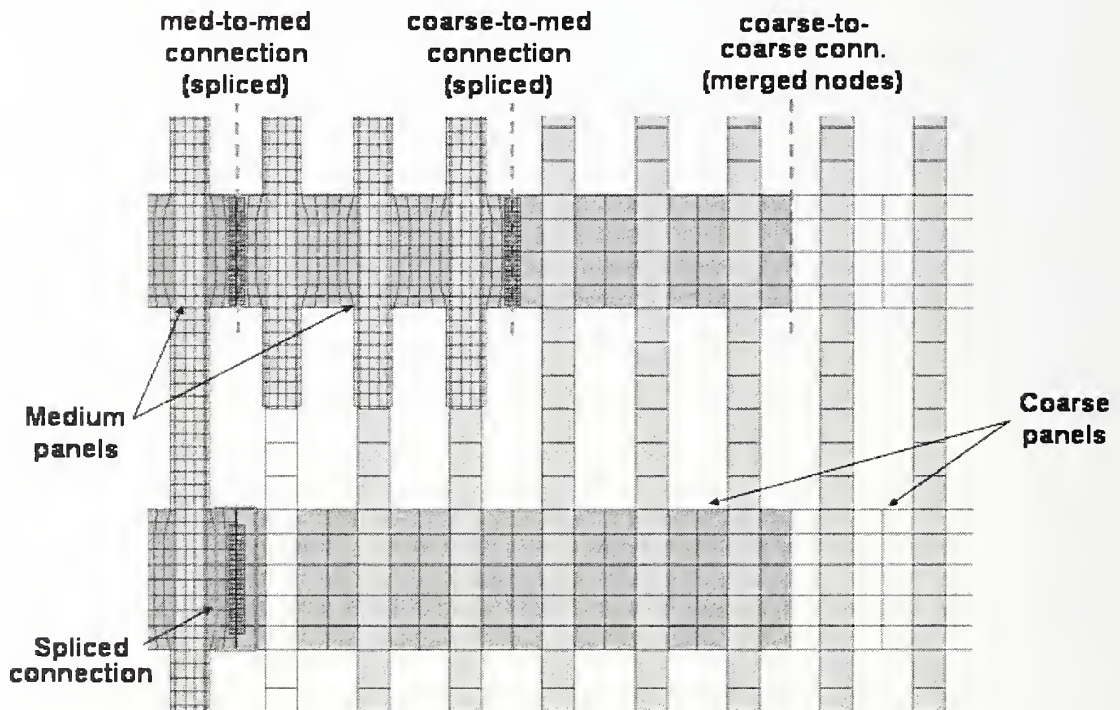 med-to-med
connection
(spliced)
coarse-to-med
connection
(spliced)
coarse-to-
coarse conn.
(merged nodes)
Medium
panels
Coarse
panels
Spliced
connection